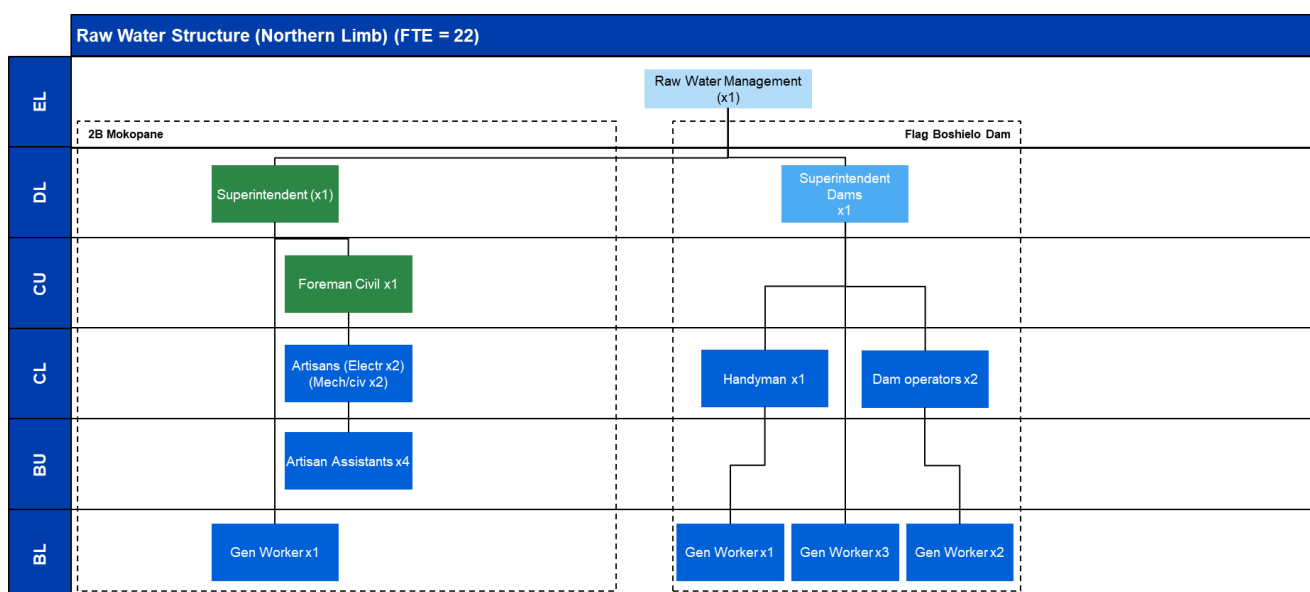 Raw Water Structure (Northern Limb) (FTE = 22)
EL
Raw Water Management
(x1)
2B Mokopane
Flag Boshielo Dam
DL
Superintendent (x1)
Superintendent
Dams
x1
CU
Foreman Civil x1
CL
Artisans (Electr x2)
(Mech/civ x2)
Handyman x1
Dam operators x2
BU
Artisan Assistants x4
BL
Gen Worker x1
Gen Worker x1
Gen Worker x3
Gen Worker x2